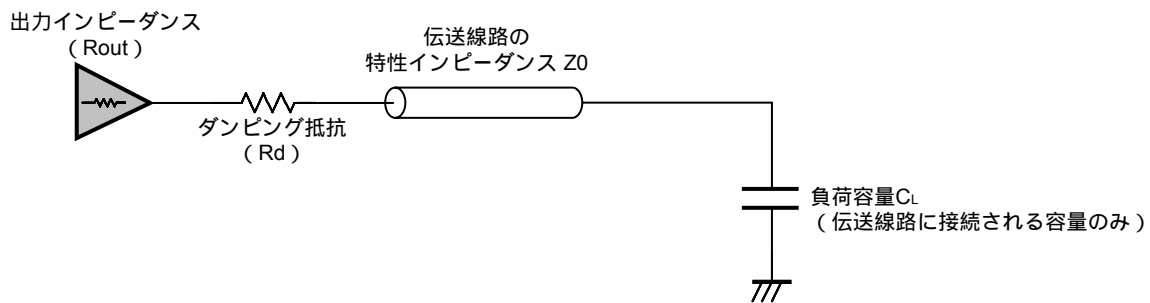 出力インピーダンス
（Rout）
伝送線路の
特性インピーダンス Z0
ダンピング抵抗
（Rd）
負荷容量CL
（伝送線路に接続される容量のみ）